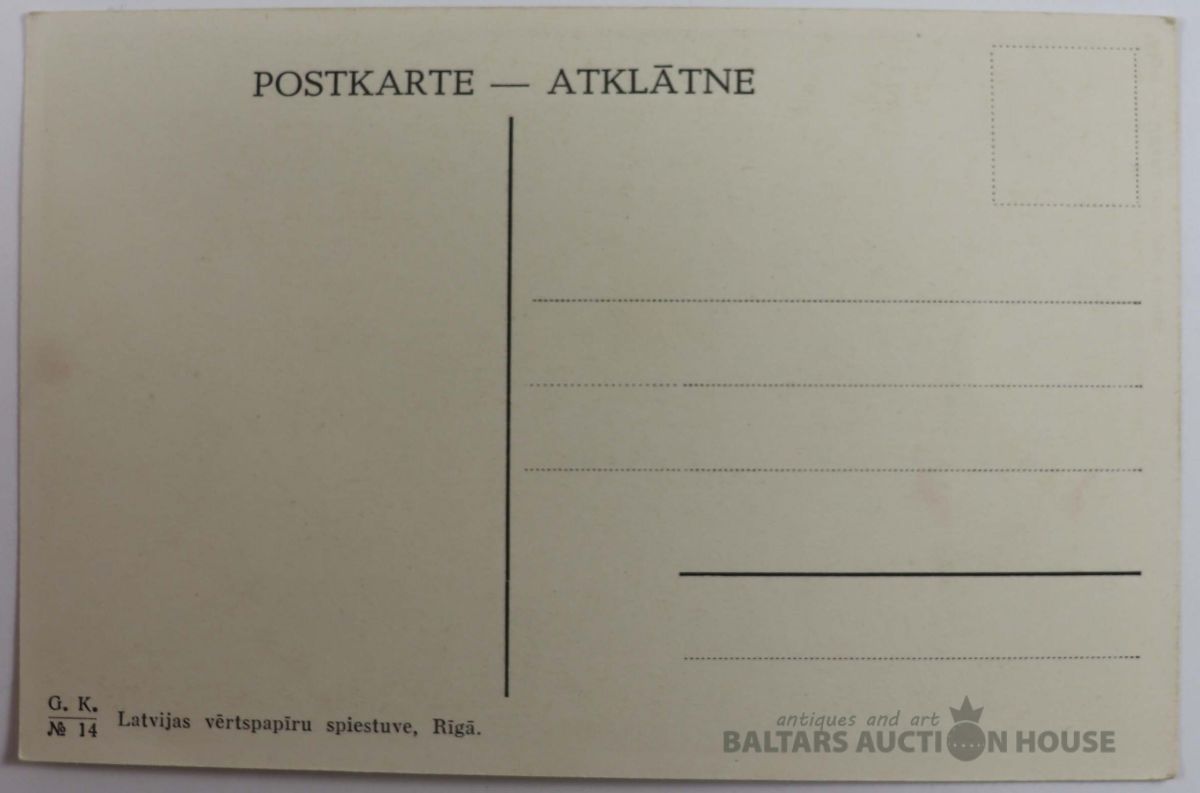 POSTKARTE — ATKLĀTNE
G. K.
№ 14
Latvijas vērtspapīru spiestuve, Rīgā.
antiques and art
BALTARS AUCTION HOUSE